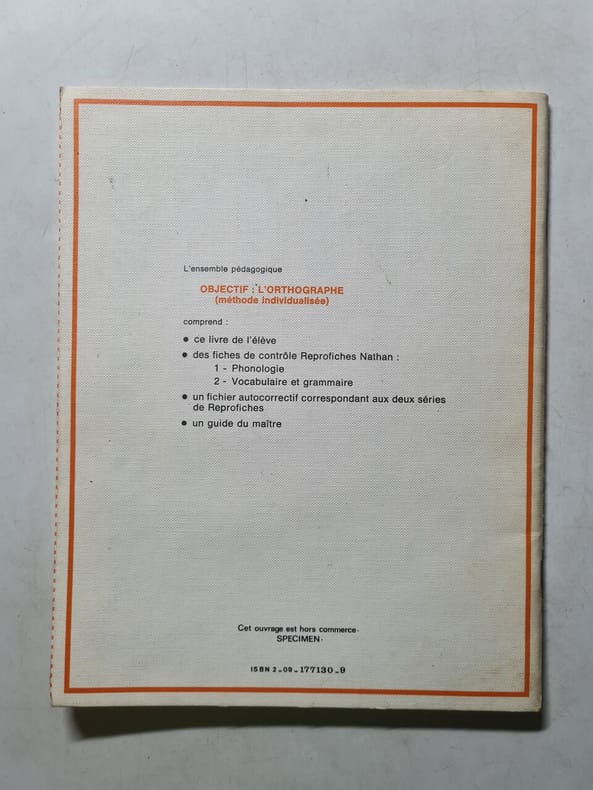 L'ensemble pédagogique
OBJECTIF : L'ORTHOGRAPHE
(méthode individualisée)
comprend :
● ce livre de l'élève
● des fiches de contrôle Reprofiches Nathan :
1 - Phonologie
2 - Vocabulaire et grammaire
● un fichier autocorrectif correspondant aux deux séries
de Reprofiches
● un guide du maître
Cet ouvrage est hors commerce.
SPECIMEN.
ISBN 2-09-177130-9